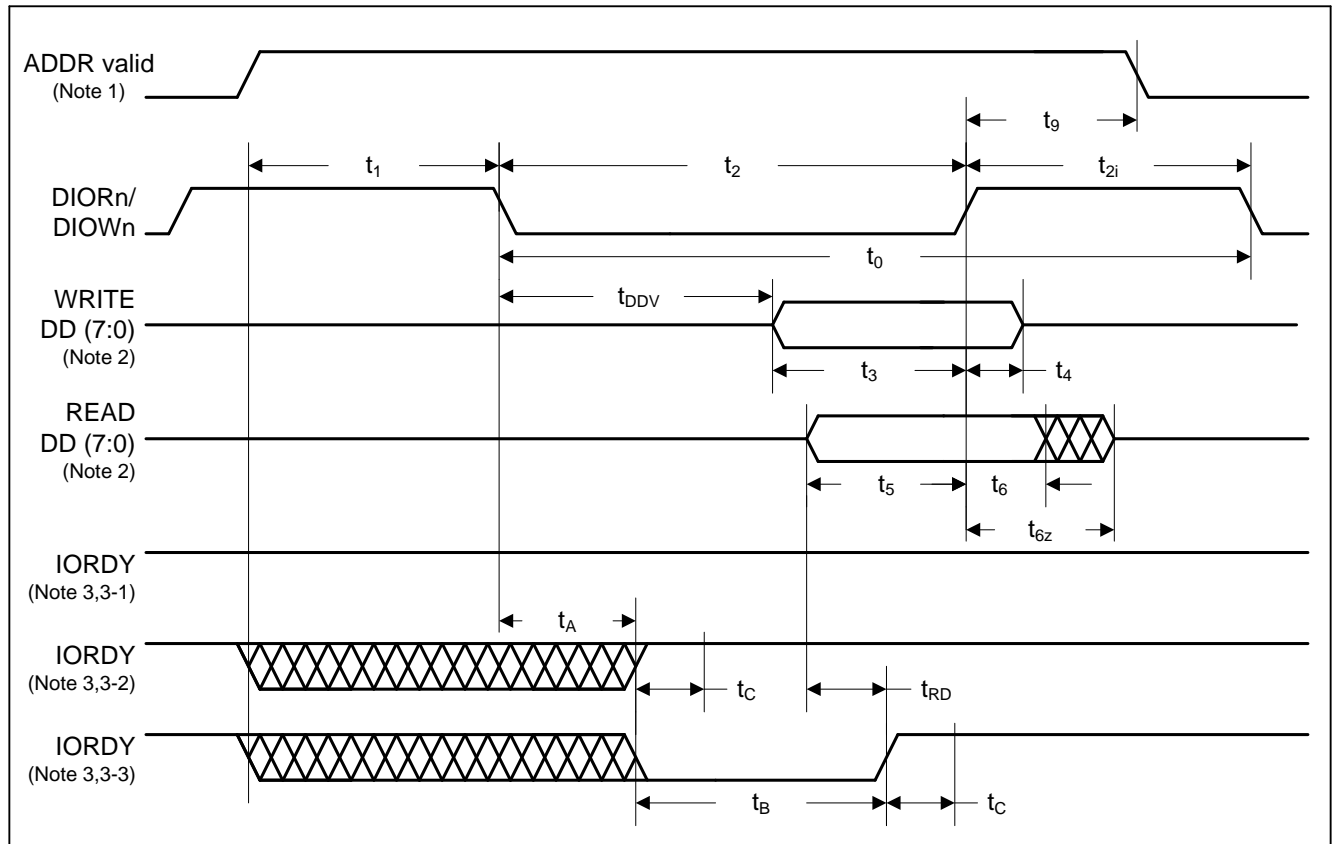 ADDR valid
(Note 1)
t9
t1
t2
t2i
DIORn/
DIOWn
t0
WRITE
DD (7:0)
(Note 2)
tDDV
t3
t4
READ
DD (7:0)
(Note 2)
t5
t6
t6z
IORDY
(Note 3,3-1)
tA
IORDY
(Note 3,3-2)
tC
tRD
IORDY
(Note 3,3-3)
tB
tC